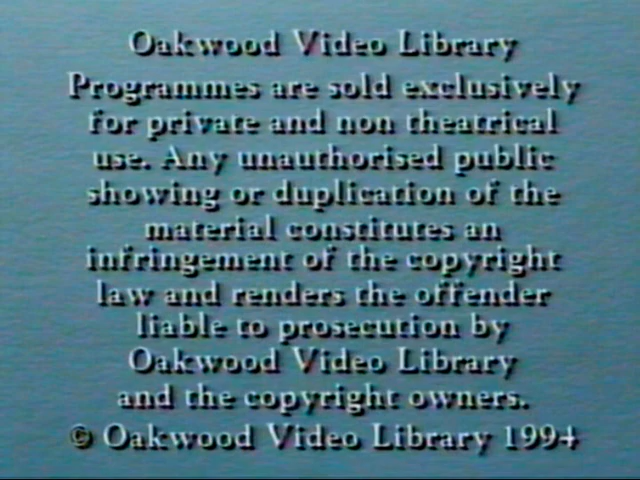 Oakwood Video Library
Programmes are sold exclusively
for private and non theatrical
use. Any unauthorised public
showing or duplication of the
material constitutes an
infringement of the copyright
law and renders the offender
liable to prosecution by
Oakwood Video Library
and the copyright owners.
© Oakwood Video Library 1994